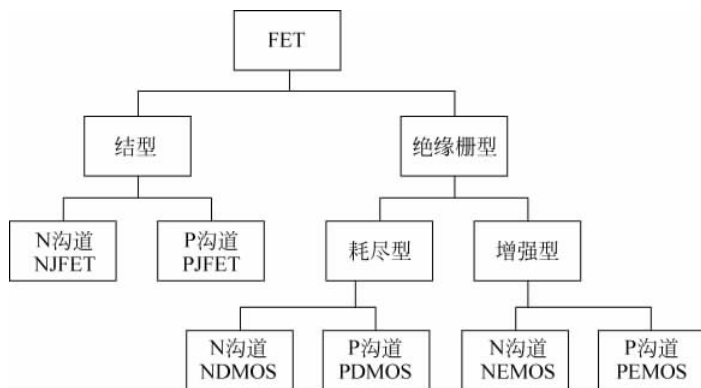 FET
结型
绝缘栅型
N沟道
NJFET
P沟道
PJFET
耗尽型
增强型
N沟道
NDMOS
P沟道
PDMOS
N沟道
NEMOS
P沟道
PEMOS